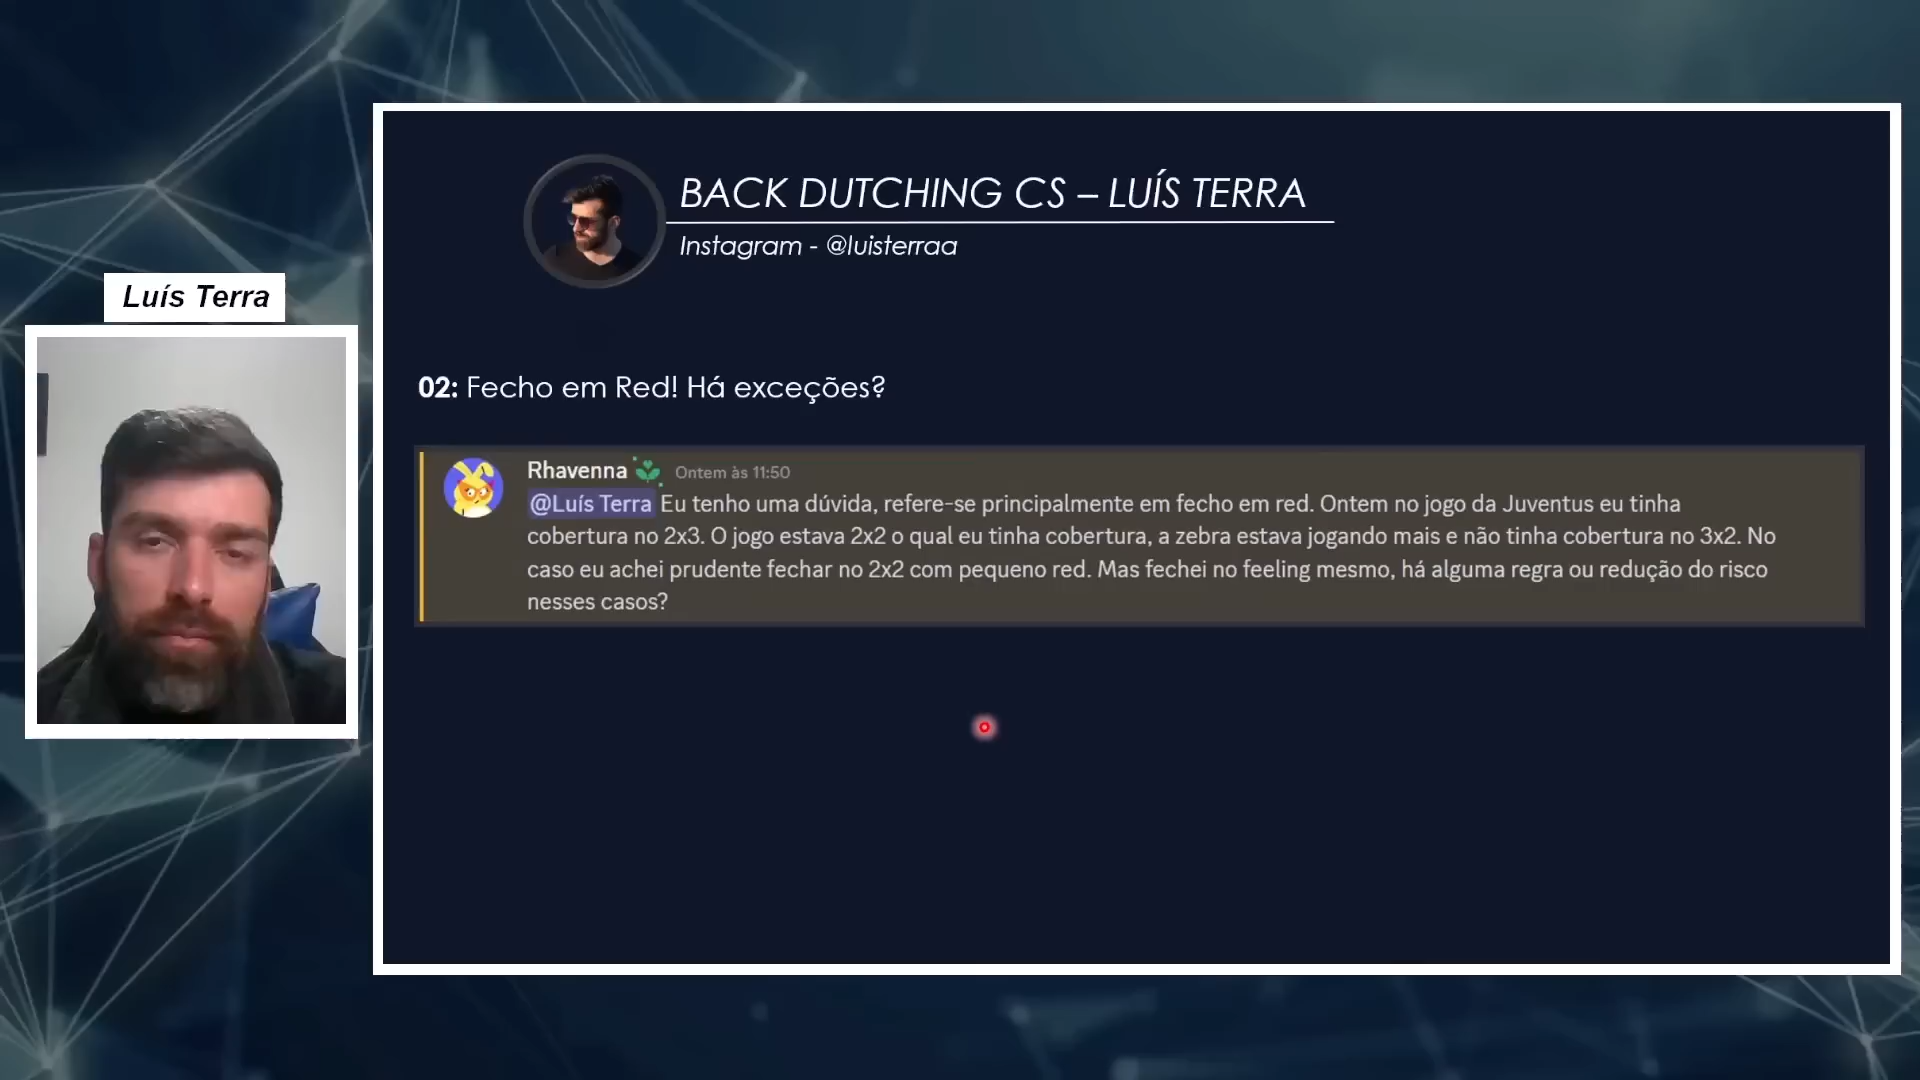 BACK DUTCHING CS – LUÍS TERRA
Instagram - @luisterraa
Luís Terra
02: Fecho em Red! Há exceções?
Rhavenna Ontem às 11:50
@Luís Terra Eu tenho uma dúvida, refere-se principalmente em fecho em red. Ontem no jogo da Juventus eu tinha
cobertura no 2x3. O jogo estava 2x2 o qual eu tinha cobertura, a zebra estava jogando mais e não tinha cobertura no 3x2. No
caso eu achei prudente fechar no 2x2 com pequeno red. Mas fechei no feeling mesmo, há alguma regra ou redução do risco
nesses casos?